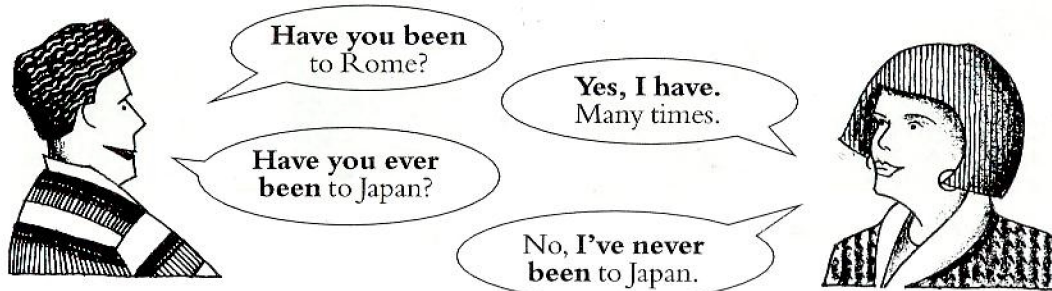 Have you been
to Rome?
Yes, I have.
Many times.
Have you ever
been to Japan?
No, I've never
been to Japan.